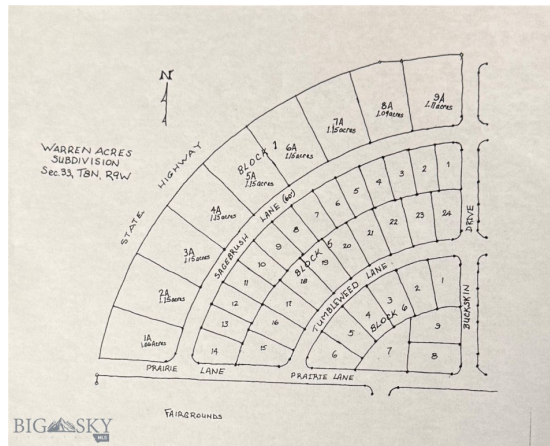 N
WARREN ACRES
SUBDIVISION
Sec.33, T8N, R9W
STATE HIGHWAY
BLOCK 1
9A
1.11 acres
8A
1.09 acres
7A
1.15 acres
6A
1.15 acres
5A
1.15 acres
4A
1.15 acres
3A
1.15 acres
2A
1.15 acres
1A
1.06 Acres
SAGEBRUSH LANE (60')
BLOCK 5
1
2
3
4
5
6
7
8
9
10
11
12
13
14
15
16
17
18
19
20
21
22
23
24
TUMBLEWEED LANE
BLOCK 6
1
2
3
4
5
6
7
8
9
BUCKSKIN DRIVE
PRAIRIE LANE
PRAIRIE LANE
FAIRGROUNDS
BIG SKY
MLS